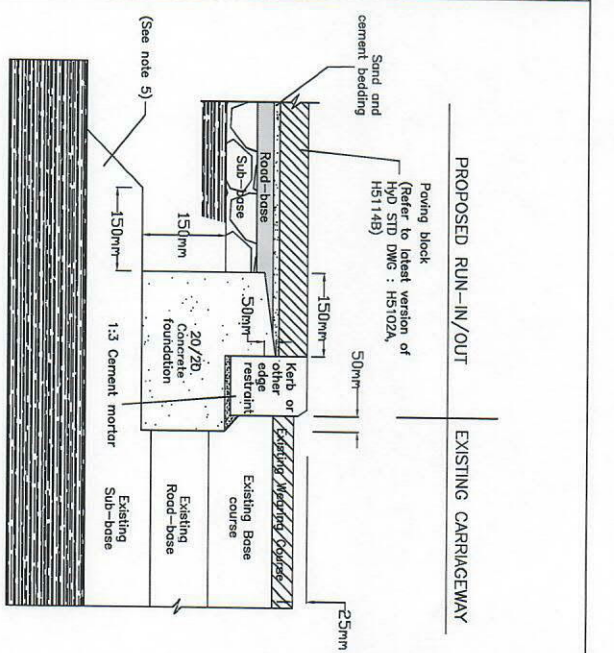 PROPOSED RUN-IN/OUT
EXISTING CARRIAGEWAY
Paving block
(Refer to latest version of
HyD STD DWG : H5102A,
H5114B)
Sand and
cement bedding
150mm
50mm
25mm
Road-base
Sub-base
50mm
Kerb or
other
edge
restraint
Existing Wearing Course
Existing Base
course
150mm
20/20.
Concrete
foundation
Existing
Road-base
(See note 5)
150mm
1:3 Cement mortar
Existing
Sub-base